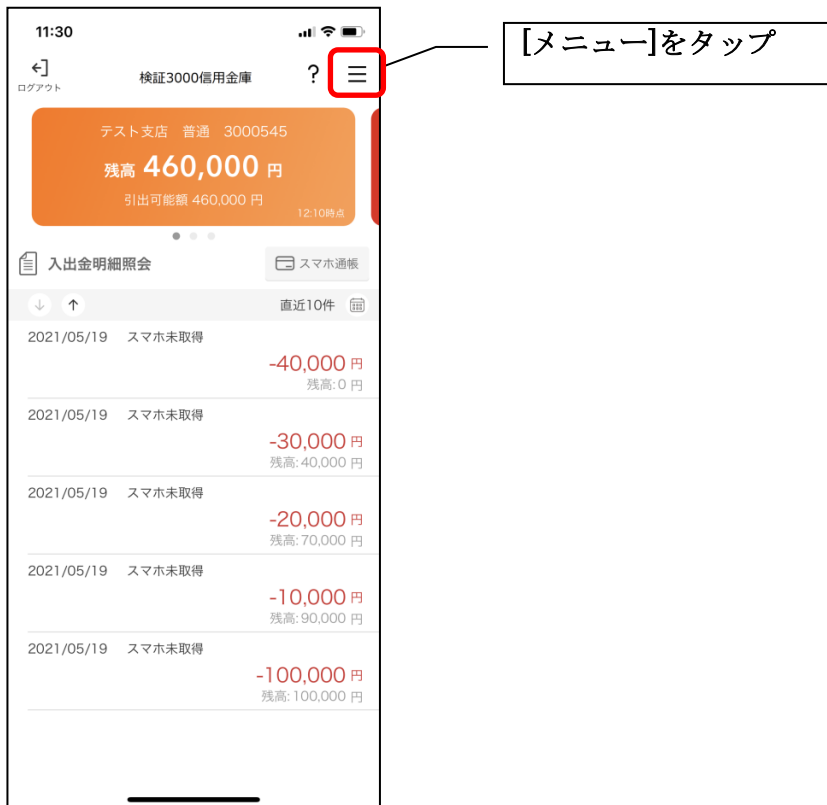 11:30
[メニュー]をタップ
ログアウト
検証3000信用金庫
?
テスト支店 普通 3000545
残高 460,000 円
引出可能額 460,000 円
12:10時点
入出金明細照会
スマホ通帳
↓ ↑ 直近10件
2021/05/19 スマホ未取得
-40,000 円
残高:0 円
2021/05/19 スマホ未取得
-30,000 円
残高:40,000 円
2021/05/19 スマホ未取得
-20,000 円
残高:70,000 円
2021/05/19 スマホ未取得
-10,000 円
残高:90,000 円
2021/05/19 スマホ未取得
-100,000 円
残高:100,000 円